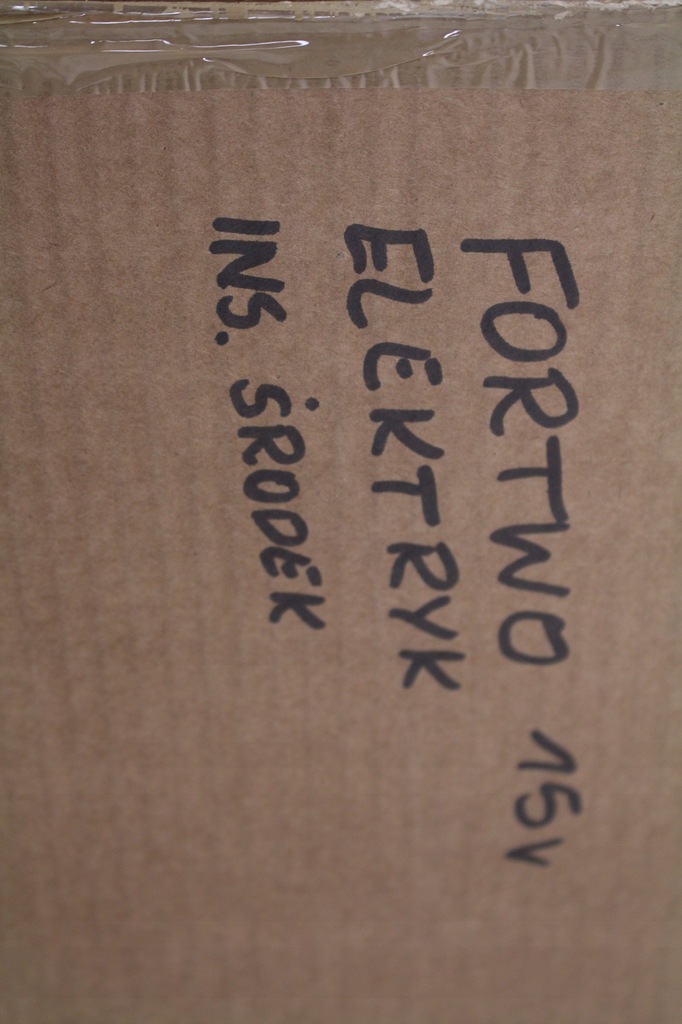 FORTWO 15V
ELEKTRYK
INS. ŚRODEK